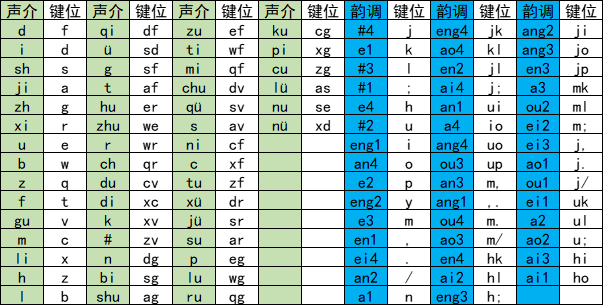 声介 键位 声介 键位 声介 键位 声介 键位 韵调 键位 韵调 键位 韵调 键位
d f qi df zu ef ku cg #4 j eng4 jk ang2 ji
i d ü sd ti wf pi xg e1 k ao4 kl ang3 jo
sh s g sf mi qf cu zg #3 l en2 jl en3 jp
ji a t af chu dv lü as #1 ; ai4 j; a3 mk
zh g hu er qü sv nu se e4 h an1 ui ou2 ml
xi r zhu we s av nü xd #2 u a4 io ei2 m;
u e r wr ni cf eng1 i ang4 uo ei3 j,
b w ch qr c xf an4 o ou3 up ao1 j.
z q du cv tu zf e2 p an3 m, ou1 j/
f t di xc xü dr eng2 y ang1 ,. ei1 uk
gu v k xv jü sr e3 m ou4 m. a2 ul
m c # zv su ar en1 , ao3 m/ ao2 u;
li x n dg p eg ei4 . en4 hk ai3 hi
h z bi sg lu wg an2 / ai2 hl ai1 ho
l b shu ag ru qg a1 n eng3 h;